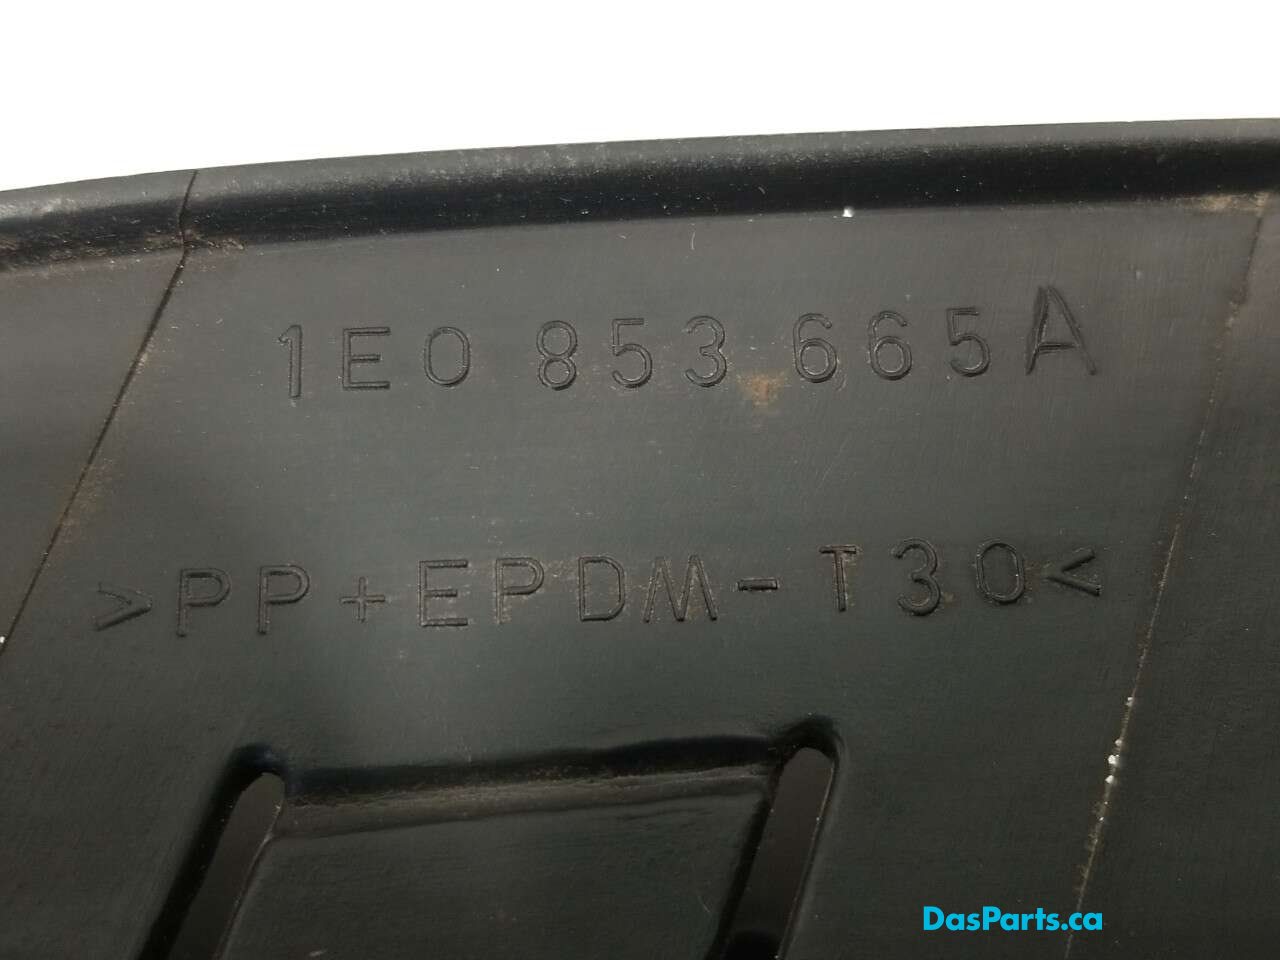 1E0 853 665A
>PP+EPDM-T30<
DasParts.ca